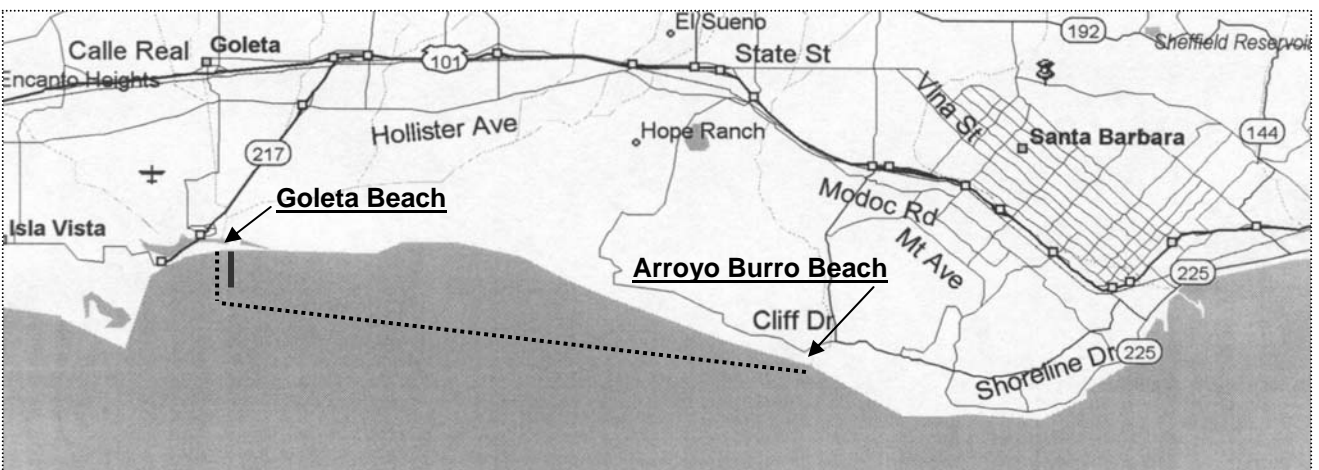 El Sueno
192
Calle Real
Goleta
101
State St
Sheffield Reservoir
Encanto Heights
Vina St
Hollister Ave
Hope Ranch
Santa Barbara
144
217
Goleta Beach
Modoc Rd
Isla Vista
Mt Ave
Arroyo Burro Beach
225
Cliff Dr
Shoreline Dr
225